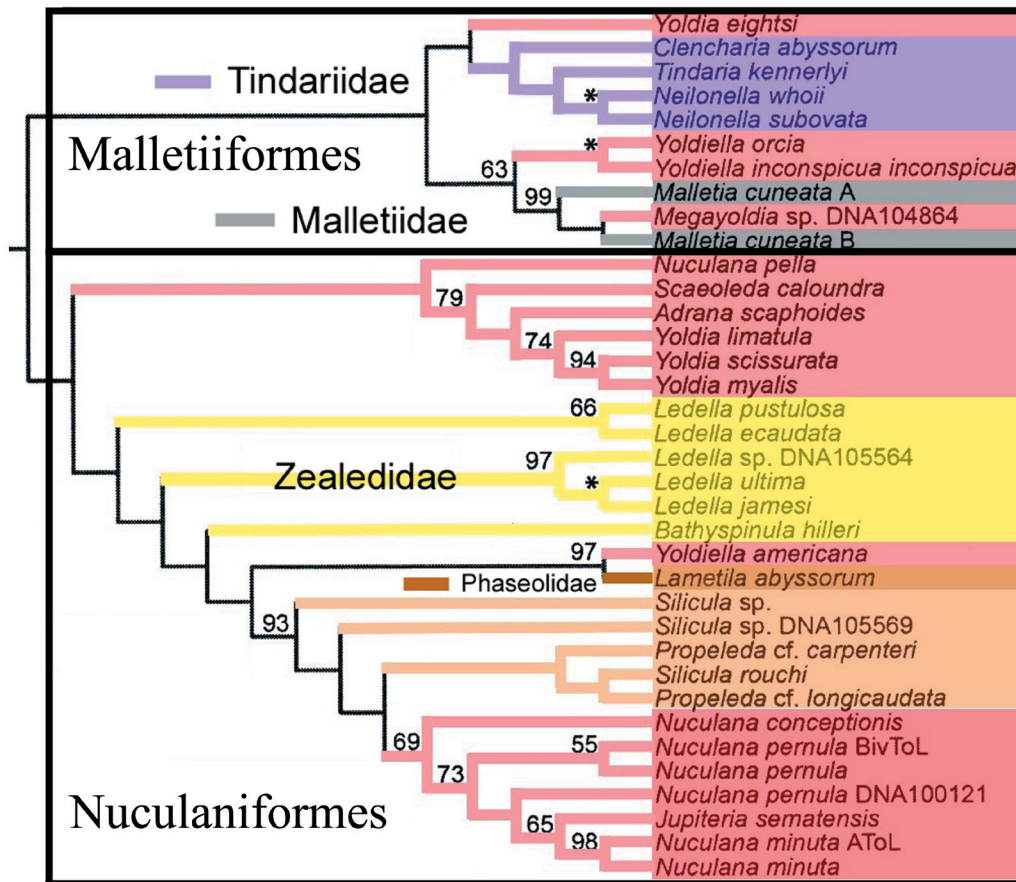 Yoldia eightsi
Clencharia abyssorum
Tindariidae
Tindaria kennerlyi
* Neilonella whoii
Neilonella subovata
Malletiiformes
* Yoldiella orcia
63
Yoldiella inconspicua inconspicua
99 Malletia cuneata A
Malletiidae
Megayoldia sp. DNA104864
Malletia cuneata B
Nuculana pella
79 Scaeoleda caloundra
Adrana scaphoides
74 Yoldia limatula
94 Yoldia scissurata
Yoldia myalis
66 Ledella pustulosa
Ledella ecaudata
97 Ledella sp. DNA105564
Zealedidae
* Ledella ultima
Ledella jamesi
Bathyspinula hilleri
97 Yoldiella americana
Phaseolidae Lametila abyssorum
Silicula sp.
93 Silicula sp. DNA105569
Propeleda cf. carpenteri
Silicula rouchi
Propeleda cf. longicaudata
Nuculana conceptionis
69 55 Nuculana pernula BivToL
73 Nuculana pernula
Nuculana pernula DNA100121
Nuculaniformes
65 Jupiteria sematensis
98 Nuculana minuta AToL
Nuculana minuta